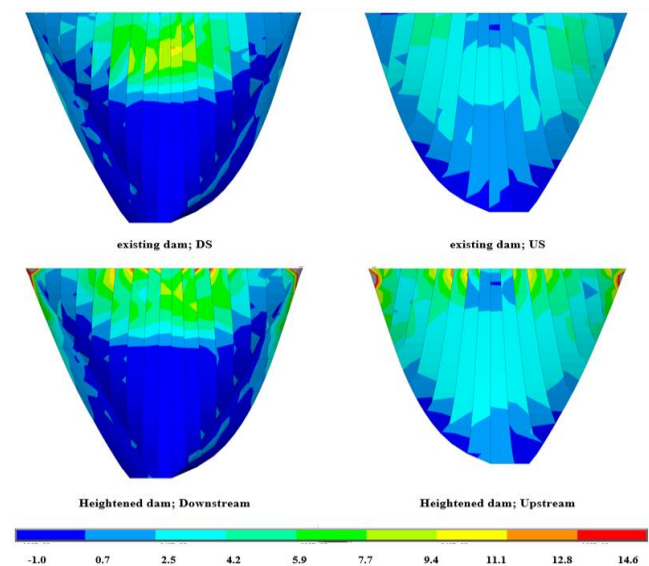 existing dam; DS
existing dam; US
Heightened dam; Downstream
Heightened dam; Upstream
-1.0 0.7 2.5 4.2 5.9 7.7 9.4 11.1 12.8 14.6